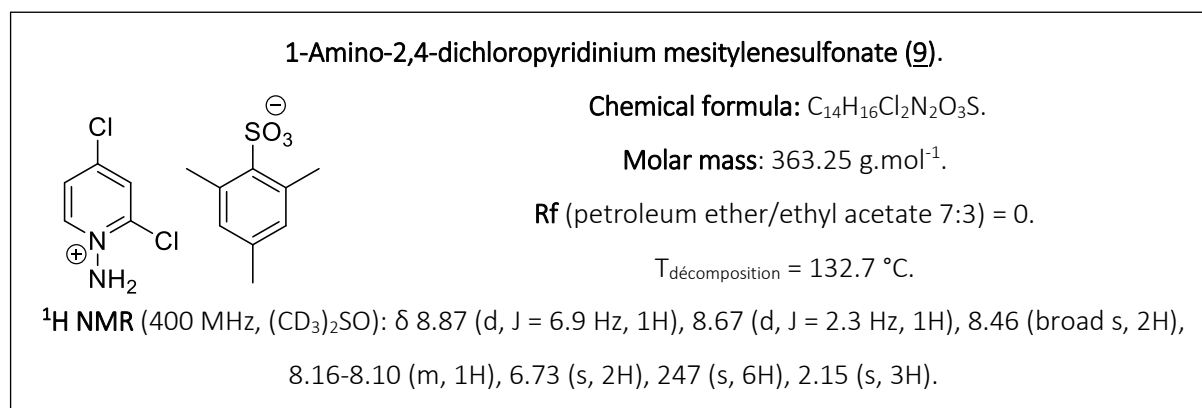 1-Amino-2,4-dichloropyridinium mesitylenesulfonate (9).
Chemical formula: C14H16Cl2N2O3S.
Molar mass: 363.25 g.mol-1.
Rf (petroleum ether/ethyl acetate 7:3) = 0.
Tdécomposition = 132.7 °C.
Cl
Cl
N
⊕
NH2
⊖
SO3
1H NMR (400 MHz, (CD3)2SO): δ 8.87 (d, J = 6.9 Hz, 1H), 8.67 (d, J = 2.3 Hz, 1H), 8.46 (broad s, 2H),
8.16-8.10 (m, 1H), 6.73 (s, 2H), 247 (s, 6H), 2.15 (s, 3H).